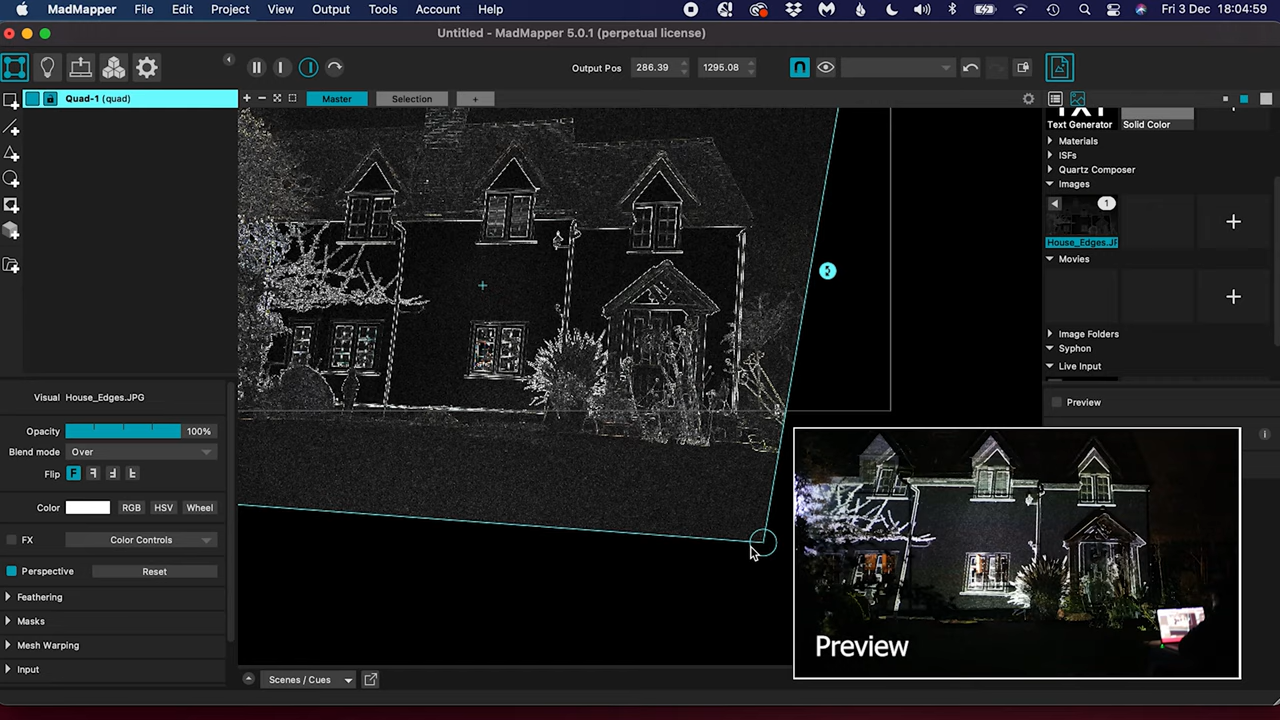 MadMapper File Edit Project View Output Tools Account Help Fri 3 Dec 18:04:59
Untitled - MadMapper 5.0.1 (perpetual license)
Output Pos 286.39 1295.08
Quad-1 (quad)
Master Selection +
Text Generator Solid Color
Materials
ISFs
Quartz Composer
Images
1
House_Edges.JF
Movies
Image Folders
Syphon
Live Input
Preview
Visual House_Edges.JPG
Opacity 100%
Blend mode Over
Flip
Color RGB HSV Wheel
FX Color Controls
Perspective Reset
Feathering
Masks
Mesh Warping
Input
Scenes / Cues
Preview